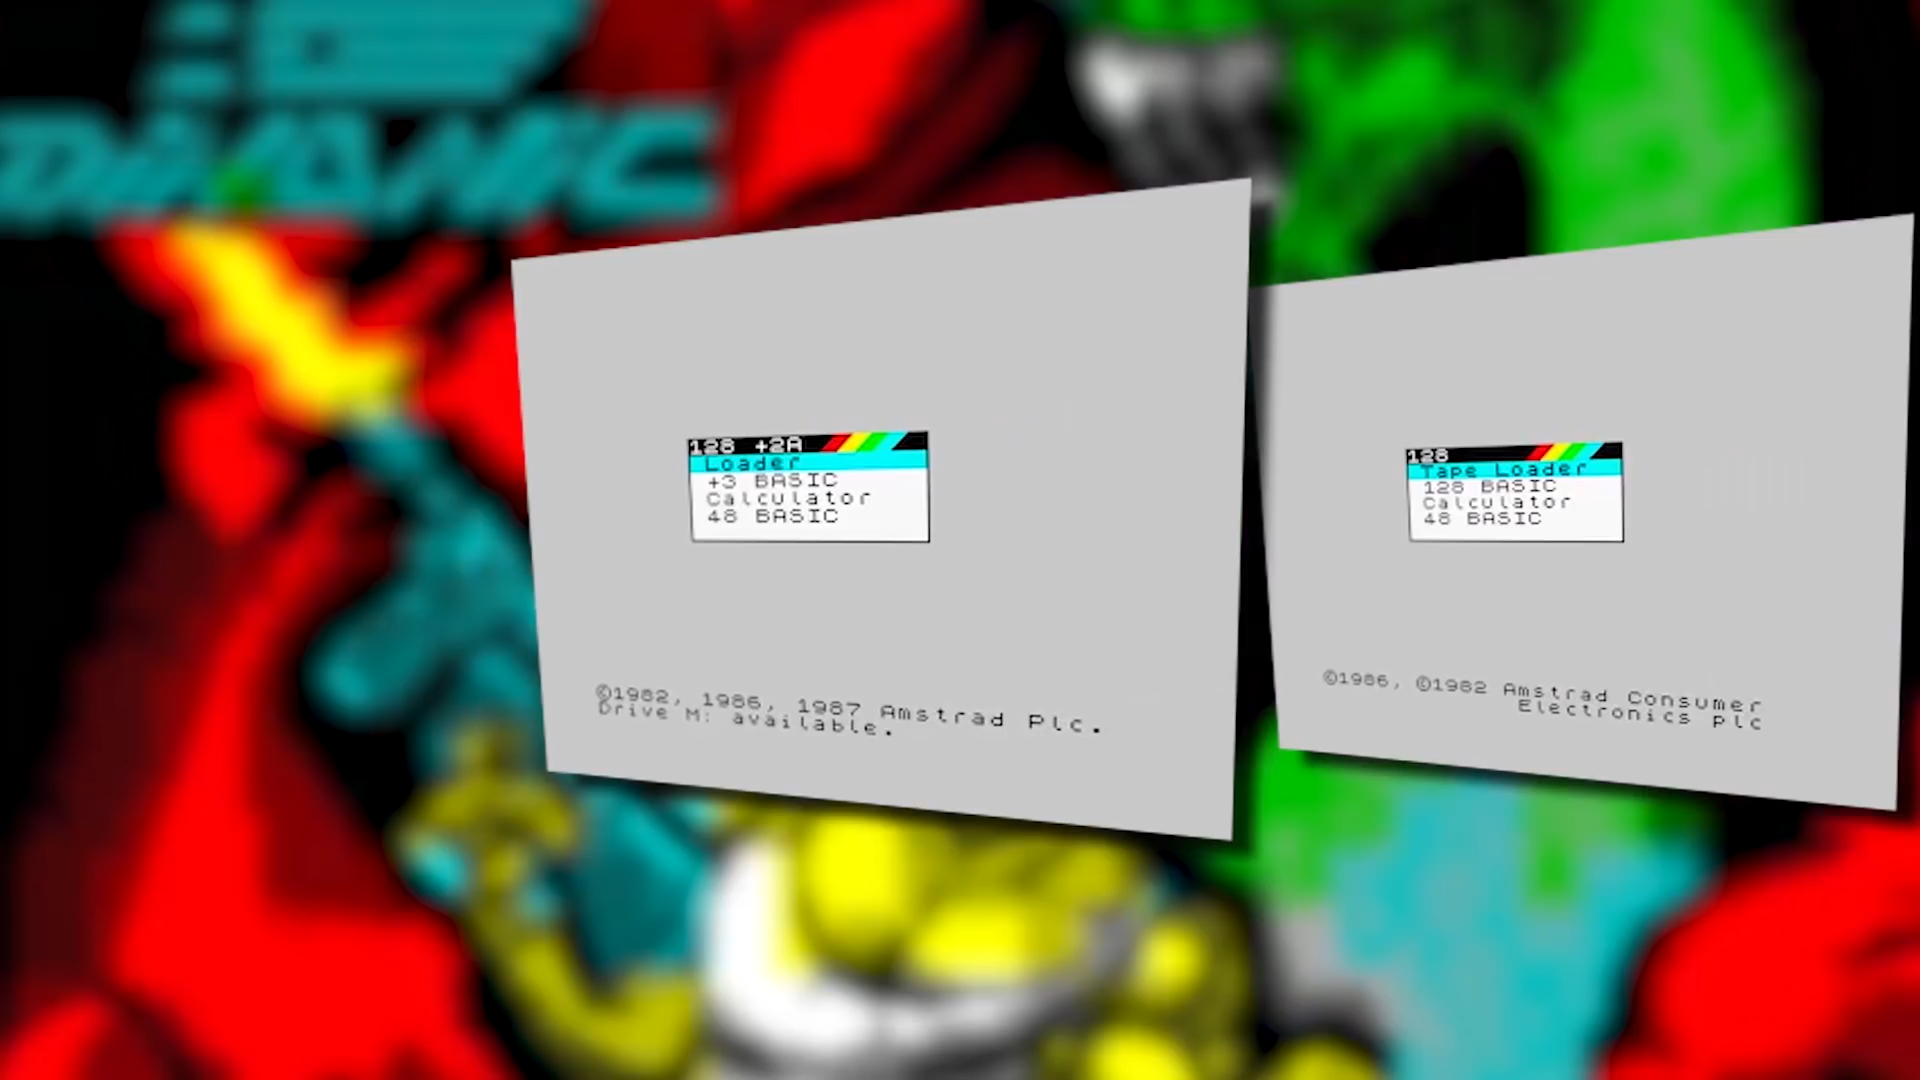 DINAMIC
128 +2A
Loader
+3 BASIC
Calculator
48 BASIC
©1982, 1986, 1987 Amstrad Plc.
Drive M: available.
128
Tape Loader
128 BASIC
Calculator
48 BASIC
©1986, ©1982 Amstrad Consumer
Electronics plc